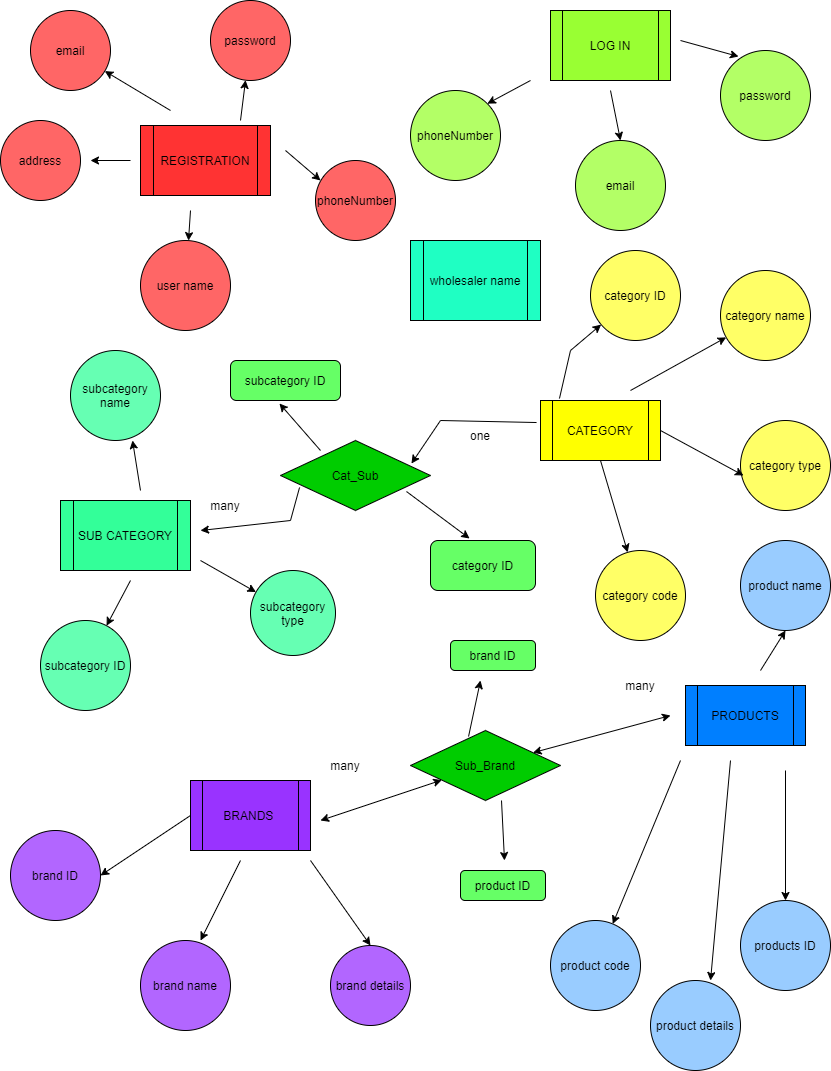 email
password
LOG IN
password
phoneNumber
REGISTRATION
address
email
phoneNumber
user name
wholesaler name
category ID
category name
subcategory
name
subcategory ID
one
CATEGORY
category type
Cat_Sub
many
SUB CATEGORY
category ID
category code
product name
subcategory
type
subcategory ID
brand ID
many
PRODUCTS
many
Sub_Brand
BRANDS
brand ID
product ID
brand name
brand details
product code
products ID
product details